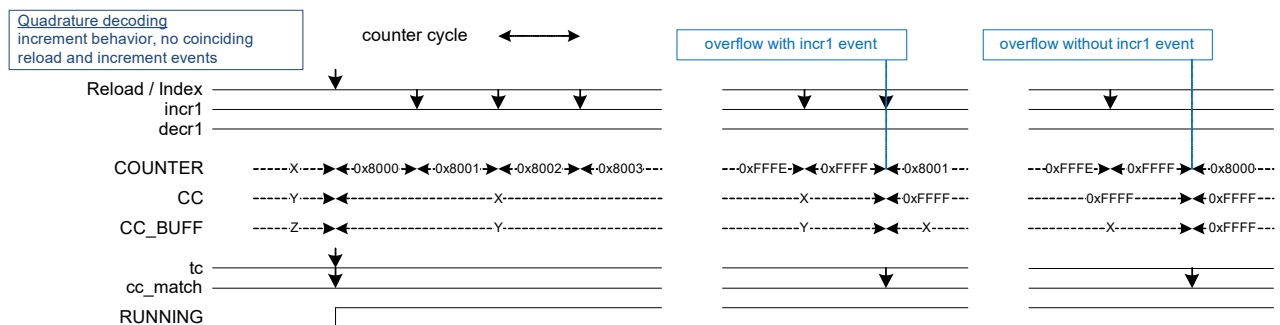 Quadrature decoding
increment behavior, no coinciding
reload and increment events
counter cycle
overflow with incr1 event
overflow without incr1 event
Reload / Index
incr1
decr1
COUNTER X 0x8000 0x8001 0x8002 0x8003 0xFFFE 0xFFFF 0x8001 0xFFFE 0xFFFF 0x8000
CC Y X X 0xFFFF 0xFFFF 0xFFFF
CC_BUFF Z Y Y X X 0xFFFF
tc
cc_match
RUNNING